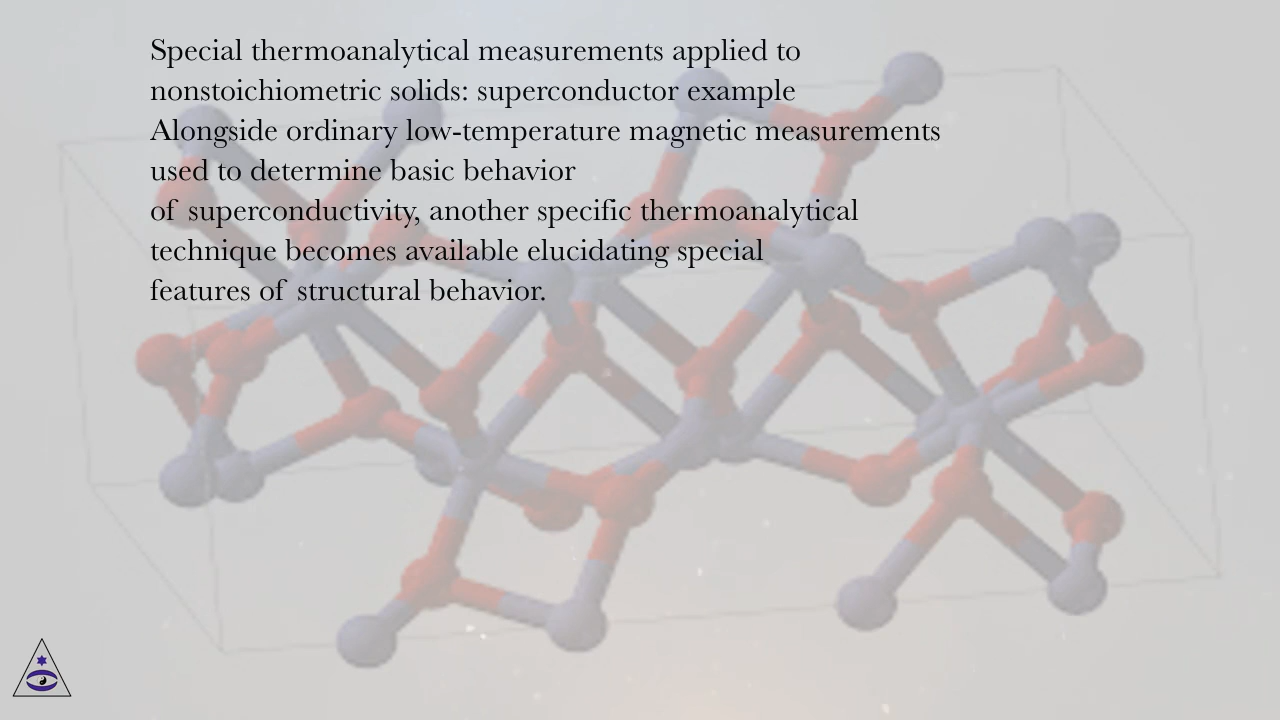 Special thermoanalytical measurements applied to
nonstoichiometric solids: superconductor example
Alongside ordinary low-temperature magnetic measurements
used to determine basic behavior
of superconductivity, another specific thermoanalytical
technique becomes available elucidating special
features of structural behavior.